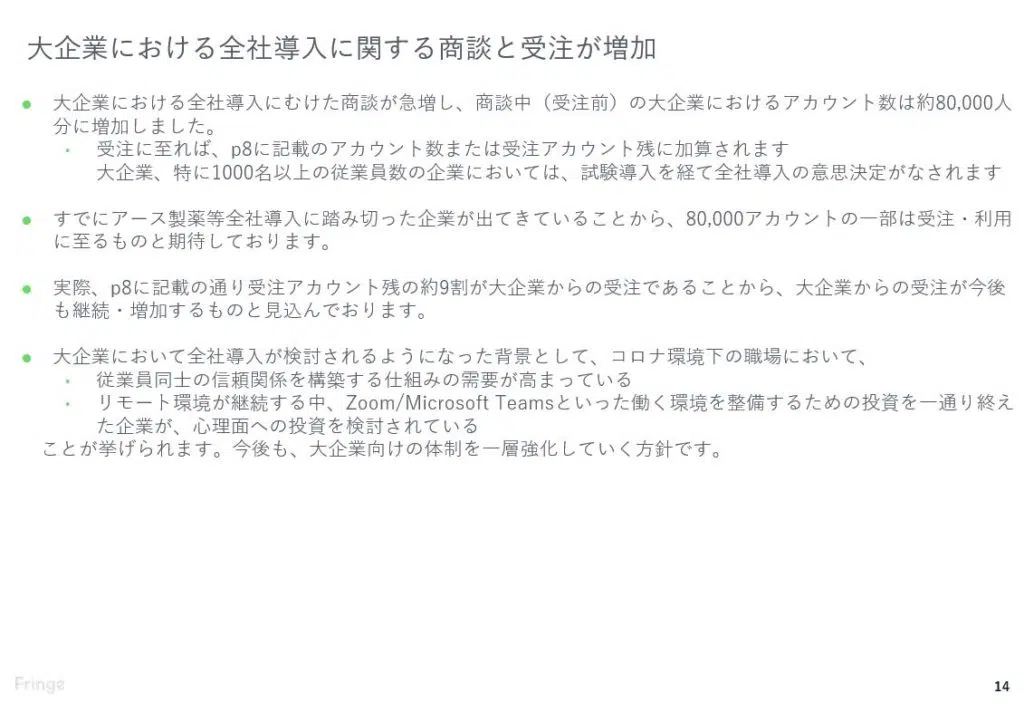 大企業における全社導入に関する商談と受注が増加
● 大企業における全社導入にむけた商談が急増し、商談中（受注前）の大企業におけるアカウント数は約80,000人
分に増加しました。
・ 受注に至れば、p8に記載のアカウント数または受注アカウント残に加算されます
大企業、特に1000名以上の従業員数の企業においては、試験導入を経て全社導入の意思決定がなされます
● すでにアース製薬等全社導入に踏み切った企業が出てきていることから、80,000アカウントの一部は受注・利用
に至るものと期待しております。
● 実際、p8に記載の通り受注アカウント残の約9割が大企業からの受注であることから、大企業からの受注が今後
も継続・増加するものと見込んでおります。
● 大企業において全社導入が検討されるようになった背景として、コロナ環境下の職場において、
・ 従業員同士の信頼関係を構築する仕組みの需要が高まっている
・ リモート環境が継続する中、Zoom/Microsoft Teamsといった働く環境を整備するための投資を一通り終え
た企業が、心理面への投資を検討されている
ことが挙げられます。今後も、大企業向けの体制を一層強化していく方針です。
Fringe
14